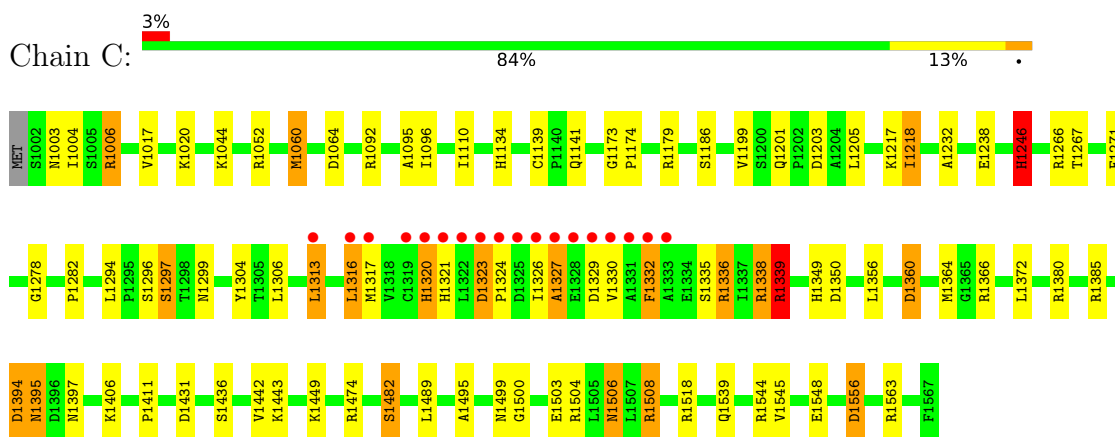 3%
Chain C:
84% 13% •
MET S1002 N1003 I1004 S1005 R1006 V1017 K1020 K1044 R1052 M1060 D1064 R1092 A1095 I1096 I1110 H1134 C1139 P1140 Q1141 G1173 P1174 R1179 S1186 V1199 S1200 Q1201 P1202 D1203 A1204 L1205 K1217 I1218 A1232 E1238 H1246 R1266 T1267
G1278 P1282 L1294 P1295 S1296 S1297 T1298 N1299 Y1304 T1305 L1306 L1313 L1316 M1317 V1318 C1319 H1320 H1321 L1322 D1323 P1324 D1325 I1326 A1327 E1328 D1329 V1330 A1331 F1332 A1333 E1334 S1335 R1336 I1337 R1338 R1339 H1349 D1350 L1356 D1360 M1364 G1365 R1366 L1372 R1380 R1385
D1394 N1395 D1396 N1397 K1406 P1411 D1431 S1436 V1442 K1443 K1449 R1474 S1482 L1489 A1495 N1499 G1500 E1503 R1504 L1505 N1506 L1507 R1508 R1518 Q1539 R1544 V1545 E1548 D1556 R1563 F1567